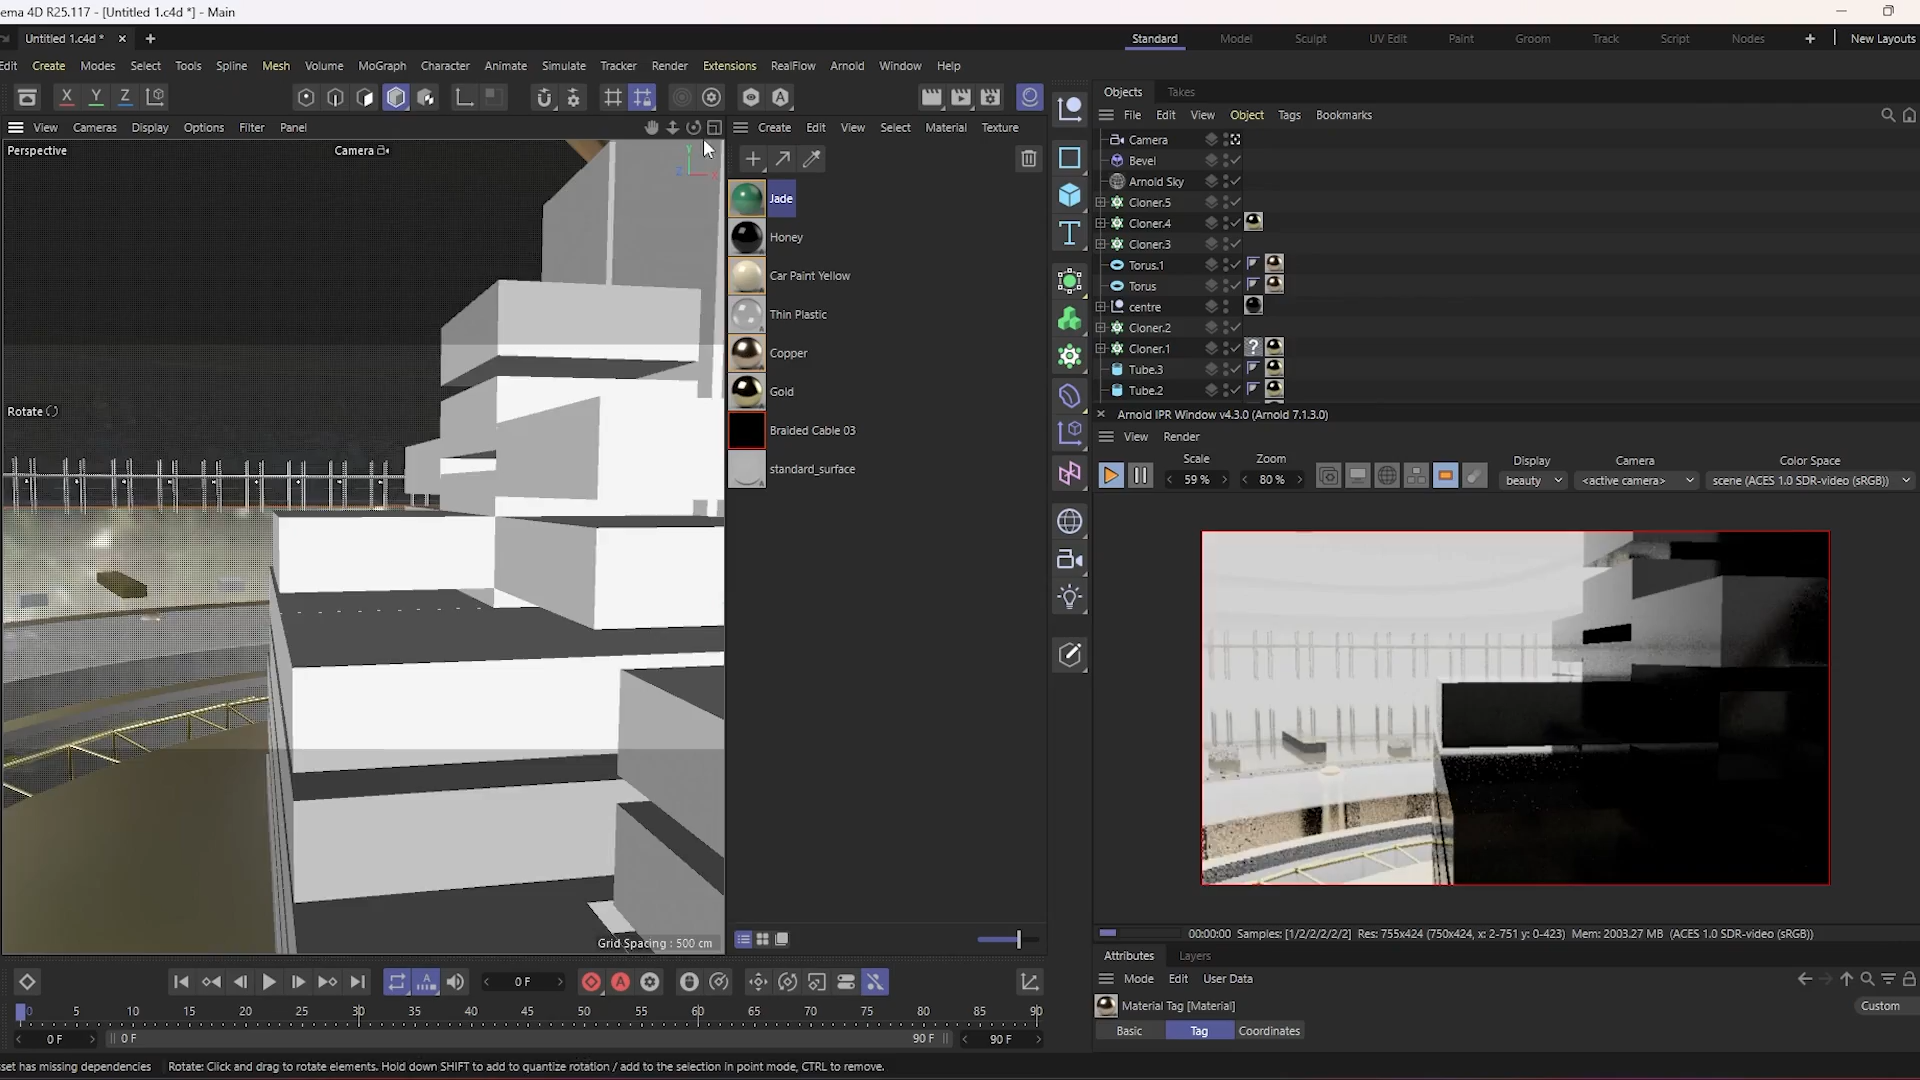 ema 4D R25.117 - [Untitled 1.c4d *] - Main
Untitled 1.c4d *
Standard Model Sculpt UV Edit Paint Groom Track Script Nodes New Layouts
Edit Create Modes Select Tools Spline Mesh Volume MoGraph Character Animate Simulate Tracker Render Extensions RealFlow Arnold Window Help
X Y Z
Objects Takes
File Edit View Object Tags Bookmarks
View Cameras Display Options Filter Panel
Create Edit View Select Material Texture
Perspective
Camera
Y
Z X
Rotate
Grid Spacing : 500 cm
Jade
Honey
Car Paint Yellow
Thin Plastic
Copper
Gold
Braided Cable 03
standard_surface
Camera
Bevel
Arnold Sky
Cloner.5
Cloner.4
Cloner.3
Torus.1
Torus
centre
Cloner.2
Cloner.1
?
Tube.3
Tube.2
Arnold IPR Window v4.3.0 (Arnold 7.1.3.0)
View Render
Scale Zoom Display Camera Color Space
59 % 80 % beauty <active camera> scene (ACES 1.0 SDR-video (sRGB))
00:00:00 Samples: [1/2/2/2/2/2] Res: 755x424 (750x424, x: 2-751 y: 0-423) Mem: 2003.27 MB (ACES 1.0 SDR-video (sRGB))
Attributes Layers
Mode Edit User Data
Material Tag [Material]
Custom
Basic Tag Coordinates
0 F
0 5 10 15 20 25 30 35 40 45 50 55 60 65 70 75 80 85 90
0 F 0 F 90 F 90 F
sset has missing dependencies Rotate: Click and drag to rotate elements. Hold down SHIFT to add to quantize rotation / add to the selection in point mode, CTRL to remove.